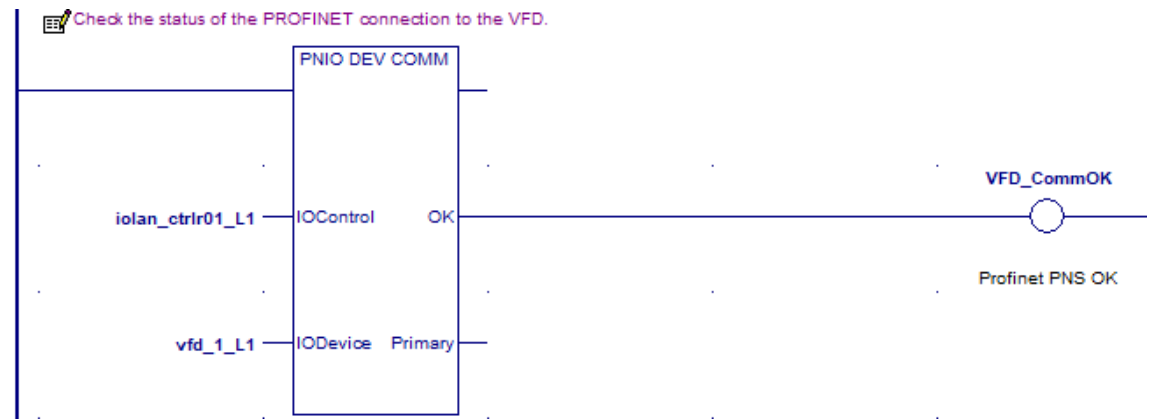 Check the status of the PROFINET connection to the VFD.
PNIO DEV COMM
VFD_CommOK
iolan_ctrlr01_L1 IOControl OK
Profinet PNS OK
vfd_1_L1 IODevice Primary